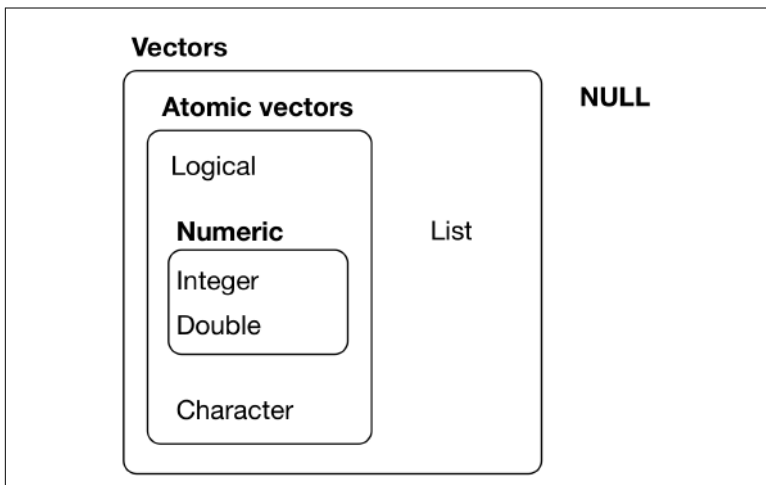 Vectors
NULL
Atomic vectors
Logical
Numeric
List
Integer
Double
Character